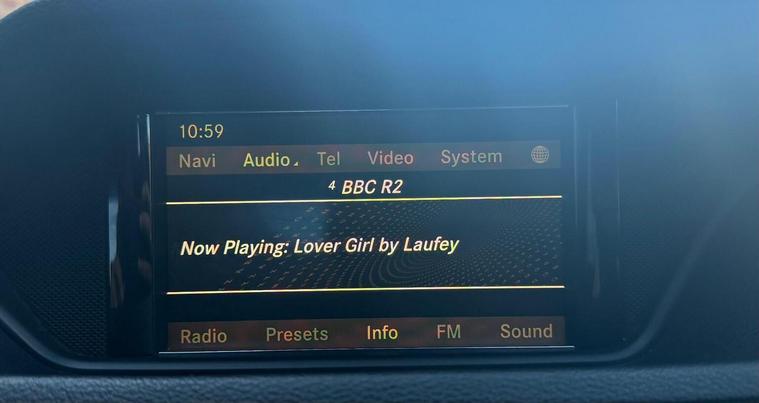 10:59
Navi Audio Tel Video System
4 BBC R2
Now Playing: Lover Girl by Laufey
Radio Presets Info FM Sound